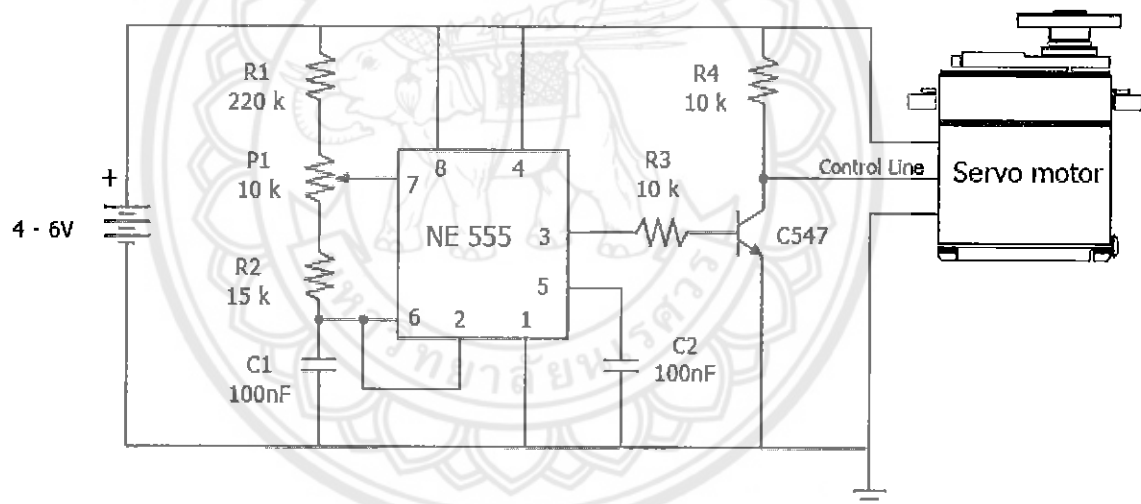 R1
220 k
P1
10 k
R2
15 k
C1
100nF
+
4 - 6V
7
8
4
NE 555
3
5
6
2
1
R3
10 k
C2
100nF
R4
10 k
C547
Control Line
Servo motor